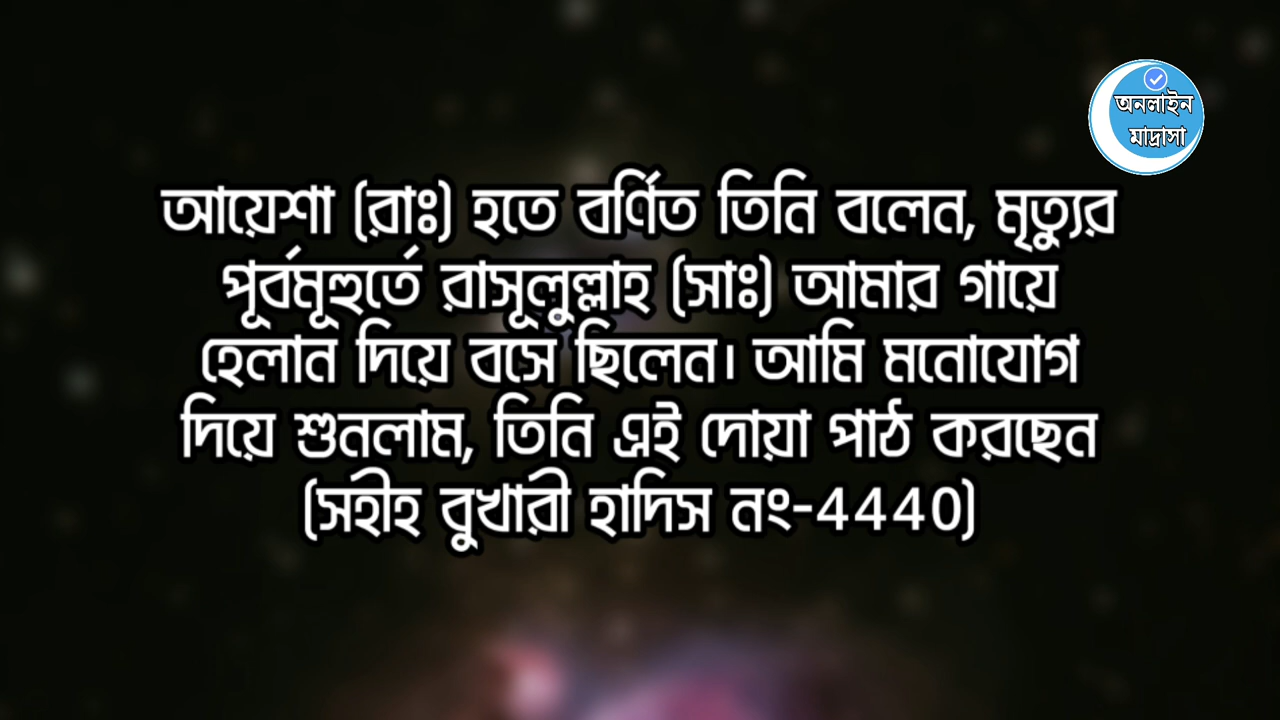 অনলাইন
মাদ্রাসা
আয়েশা (রাঃ) হতে বর্ণিত তিনি বলেন, মৃত্যুর
পূর্বমূহুর্তে রাসূলুল্লাহ (সাঃ) আমার গায়ে
হেলান দিয়ে বসে ছিলেন। আমি মনোযোগ
দিয়ে শুনলাম, তিনি এই দোয়া পাঠ করছেন
(সহীহ বুখারী হাদিস নং-4440)